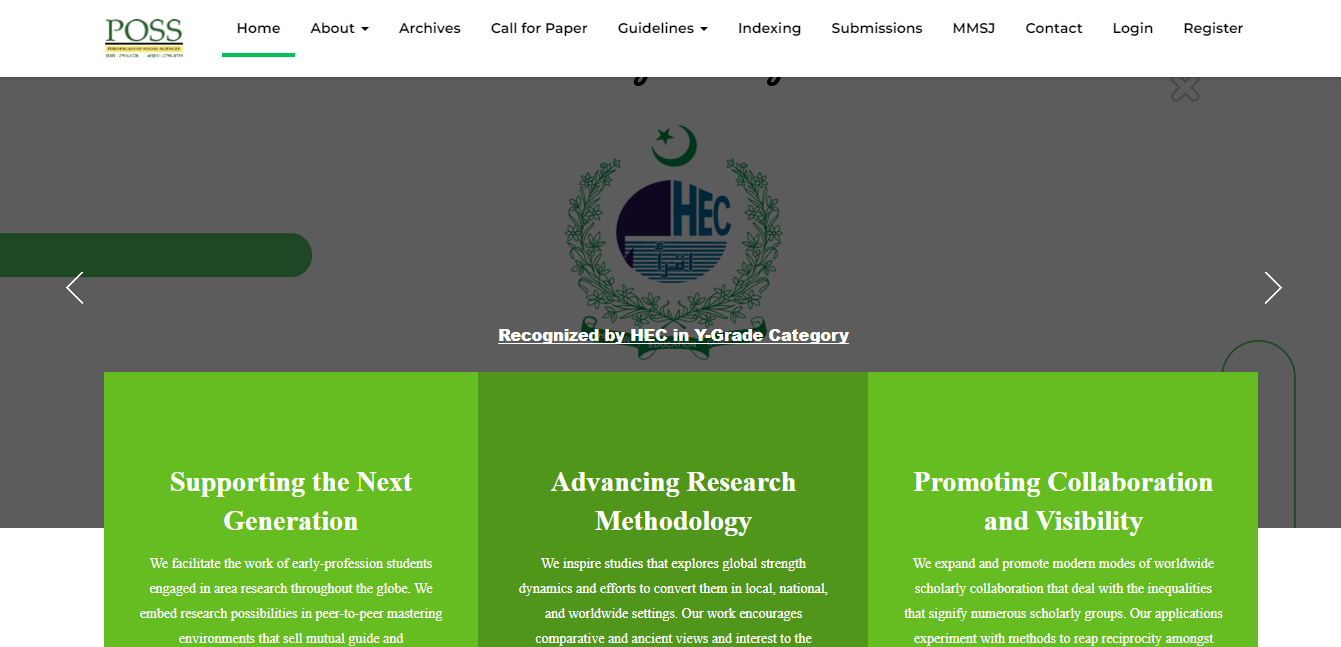 POSS
PERIODICALS OF SOCIAL SCIENCES
Home
About
Archives
Call for Paper
Guidelines
Indexing
Submissions
MMSJ
Contact
Login
Register
HEC
اقرأ
EDUCATION
Recognized by HEC in Y-Grade Category
Supporting the Next
Generation
We facilitate the work of early-profession students
engaged in area research throughout the globe. We
embed research possibilities in peer-to-peer mastering
environments that sell mutual guide and
Advancing Research
Methodology
We inspire studies that explores global strength
dynamics and efforts to convert them in local, national,
and worldwide settings. Our work encourages
comparative and ancient views and interest to the
Promoting Collaboration
and Visibility
We expand and promote modern modes of worldwide
scholarly collaboration that deal with the inequalities
that signify numerous scholarly groups. Our applications
experiment with methods to reap reciprocity amongst